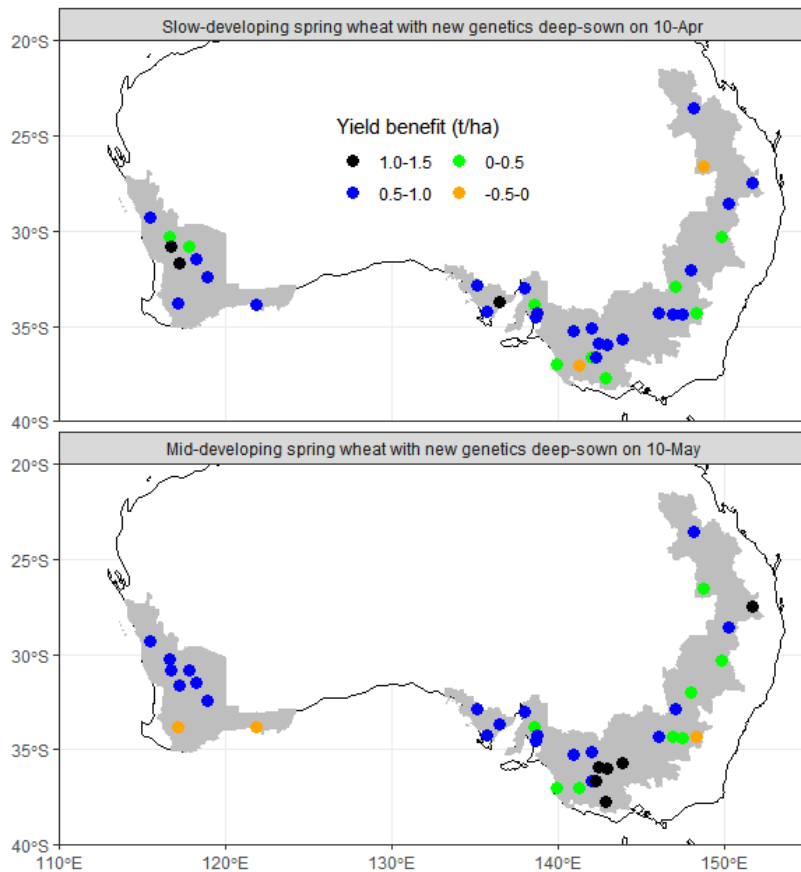 Slow-developing spring wheat with new genetics deep-sown on 10-Apr
20°S
25°S
30°S
35°S
40°S
Yield benefit (t/ha)
1.0-1.5 0-0.5
0.5-1.0 -0.5-0
Mid-developing spring wheat with new genetics deep-sown on 10-May
20°S
25°S
30°S
35°S
40°S
110°E 120°E 130°E 140°E 150°E